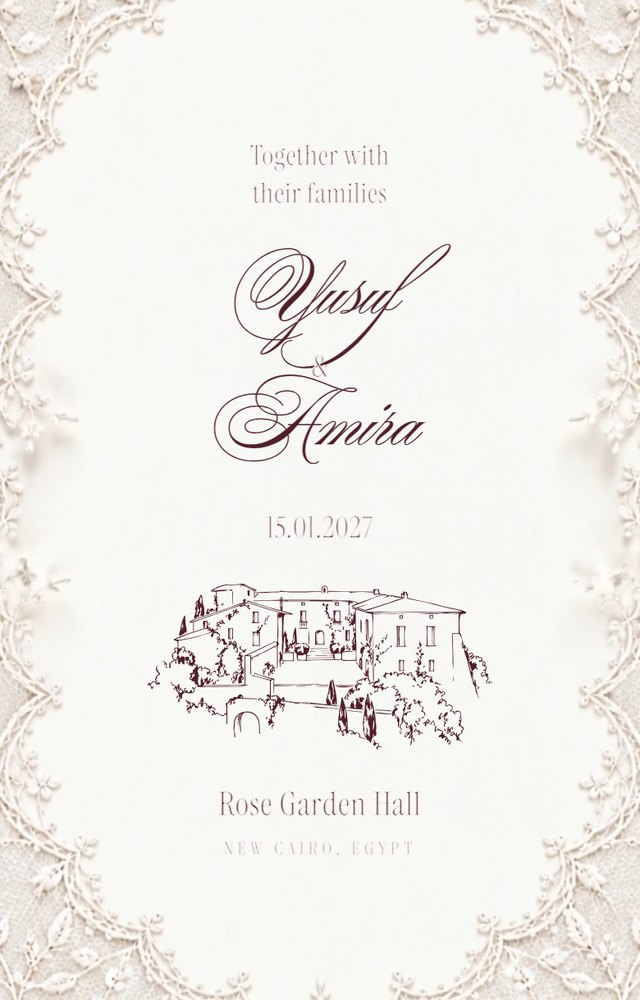 Together with
their families
Yusuf
&
Amira
15.01.2027
Rose Garden Hall
NEW CAIRO, EGYPT